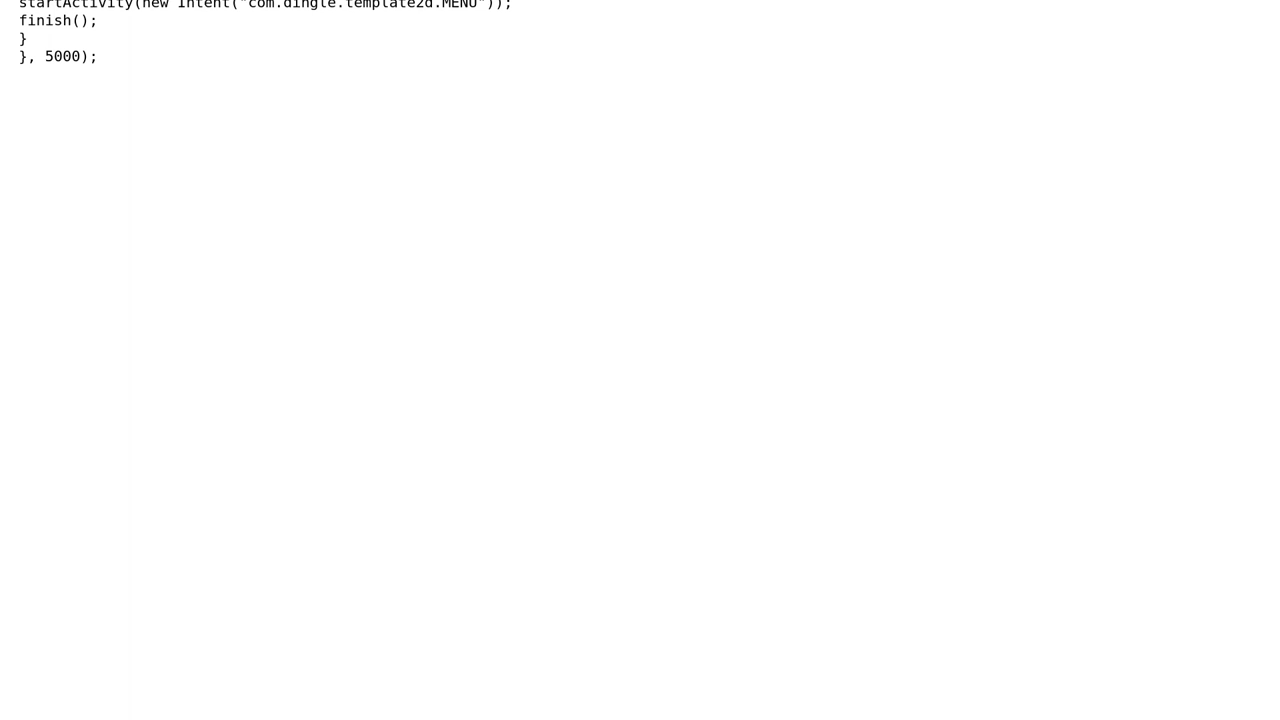 startActivity(new Intent("com.dingle.template2d.MENU"));
finish();
}
}, 5000);